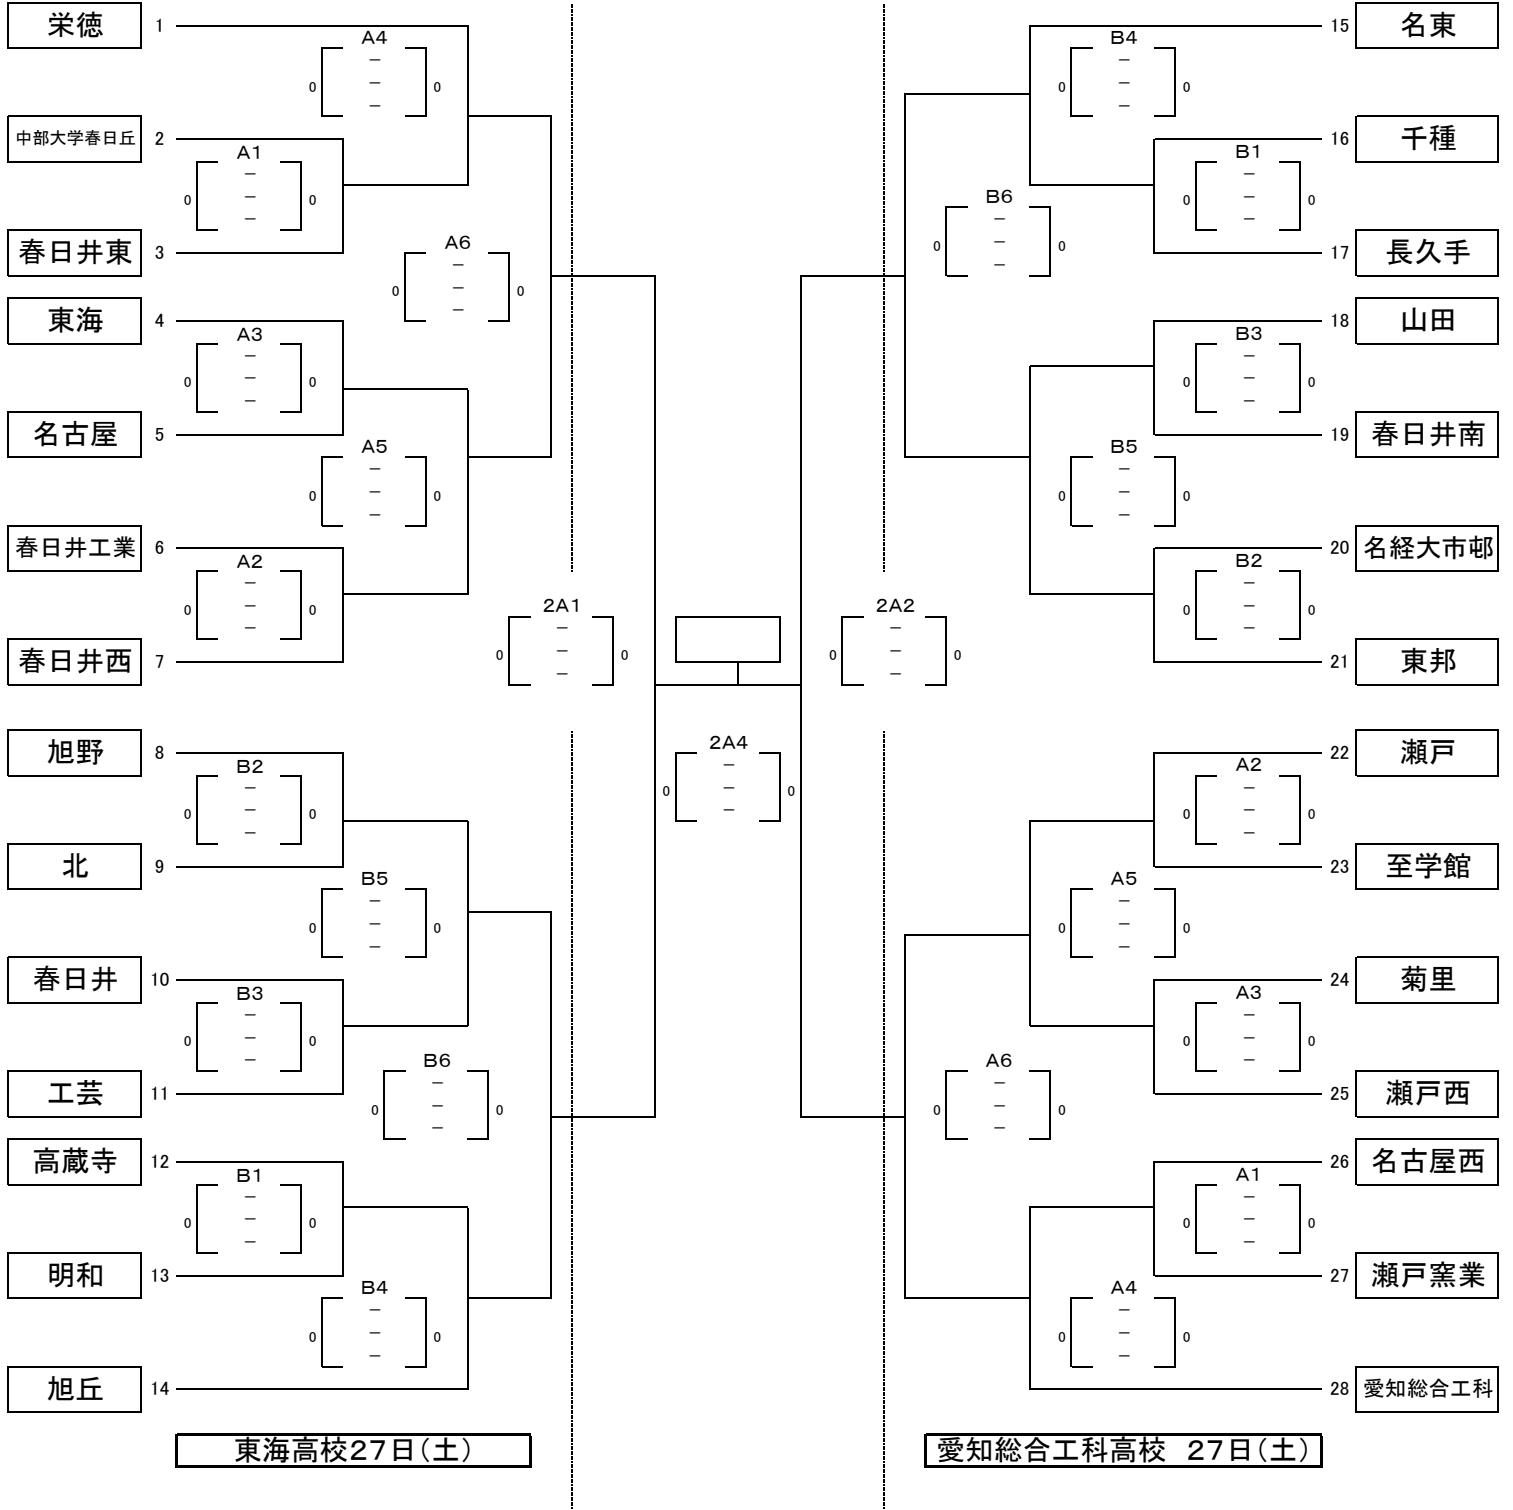 栄徳 1
A4
－
－
－
0 0
中部大学春日丘 2
A1
－
－
－
0 0
春日井東 3
A6
－
－
－
0 0
東海 4
A3
－
－
－
0 0
名古屋 5
A5
－
－
－
0 0
春日井工業 6
A2
－
－
－
0 0
春日井西 7
2A1
－
－
－
0 0
旭野 8
B2
－
－
－
0 0
北 9
B5
－
－
－
0 0
春日井 10
B3
－
－
－
0 0
工芸 11
B6
－
－
－
0 0
高蔵寺 12
B1
－
－
－
0 0
明和 13
B4
－
－
－
0 0
旭丘 14
東海高校27日(土)
2A4
－
－
－
0 0
15 名東
B4
－
－
－
0 0
16 千種
B1
－
－
－
0 0
17 長久手
B6
－
－
－
0 0
18 山田
B3
－
－
－
0 0
19 春日井南
B5
－
－
－
0 0
20 名経大市邨
B2
－
－
－
0 0
21 東邦
2A2
－
－
－
0 0
22 瀬戸
A2
－
－
－
0 0
23 至学館
A5
－
－
－
0 0
24 菊里
A3
－
－
－
0 0
25 瀬戸西
A6
－
－
－
0 0
26 名古屋西
A1
－
－
－
0 0
27 瀬戸窯業
A4
－
－
－
0 0
28 愛知総合工科
愛知総合工科高校 27日(土)